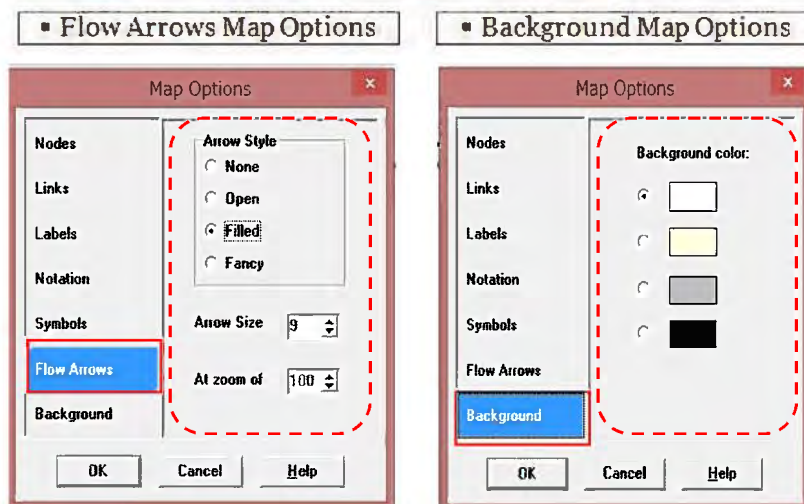 ▪ Flow Arrows Map Options
Map Options
×
Nodes
Links
Labels
Notation
Symbols
Flow Arrows
Background
Arrow Style
None
Open
Filled
Fancy
Arrow Size 9
At zoom of 100
OK Cancel Help
▪ Background Map Options
Map Options
×
Nodes
Links
Labels
Notation
Symbols
Flow Arrows
Background
Background color:
OK Cancel Help